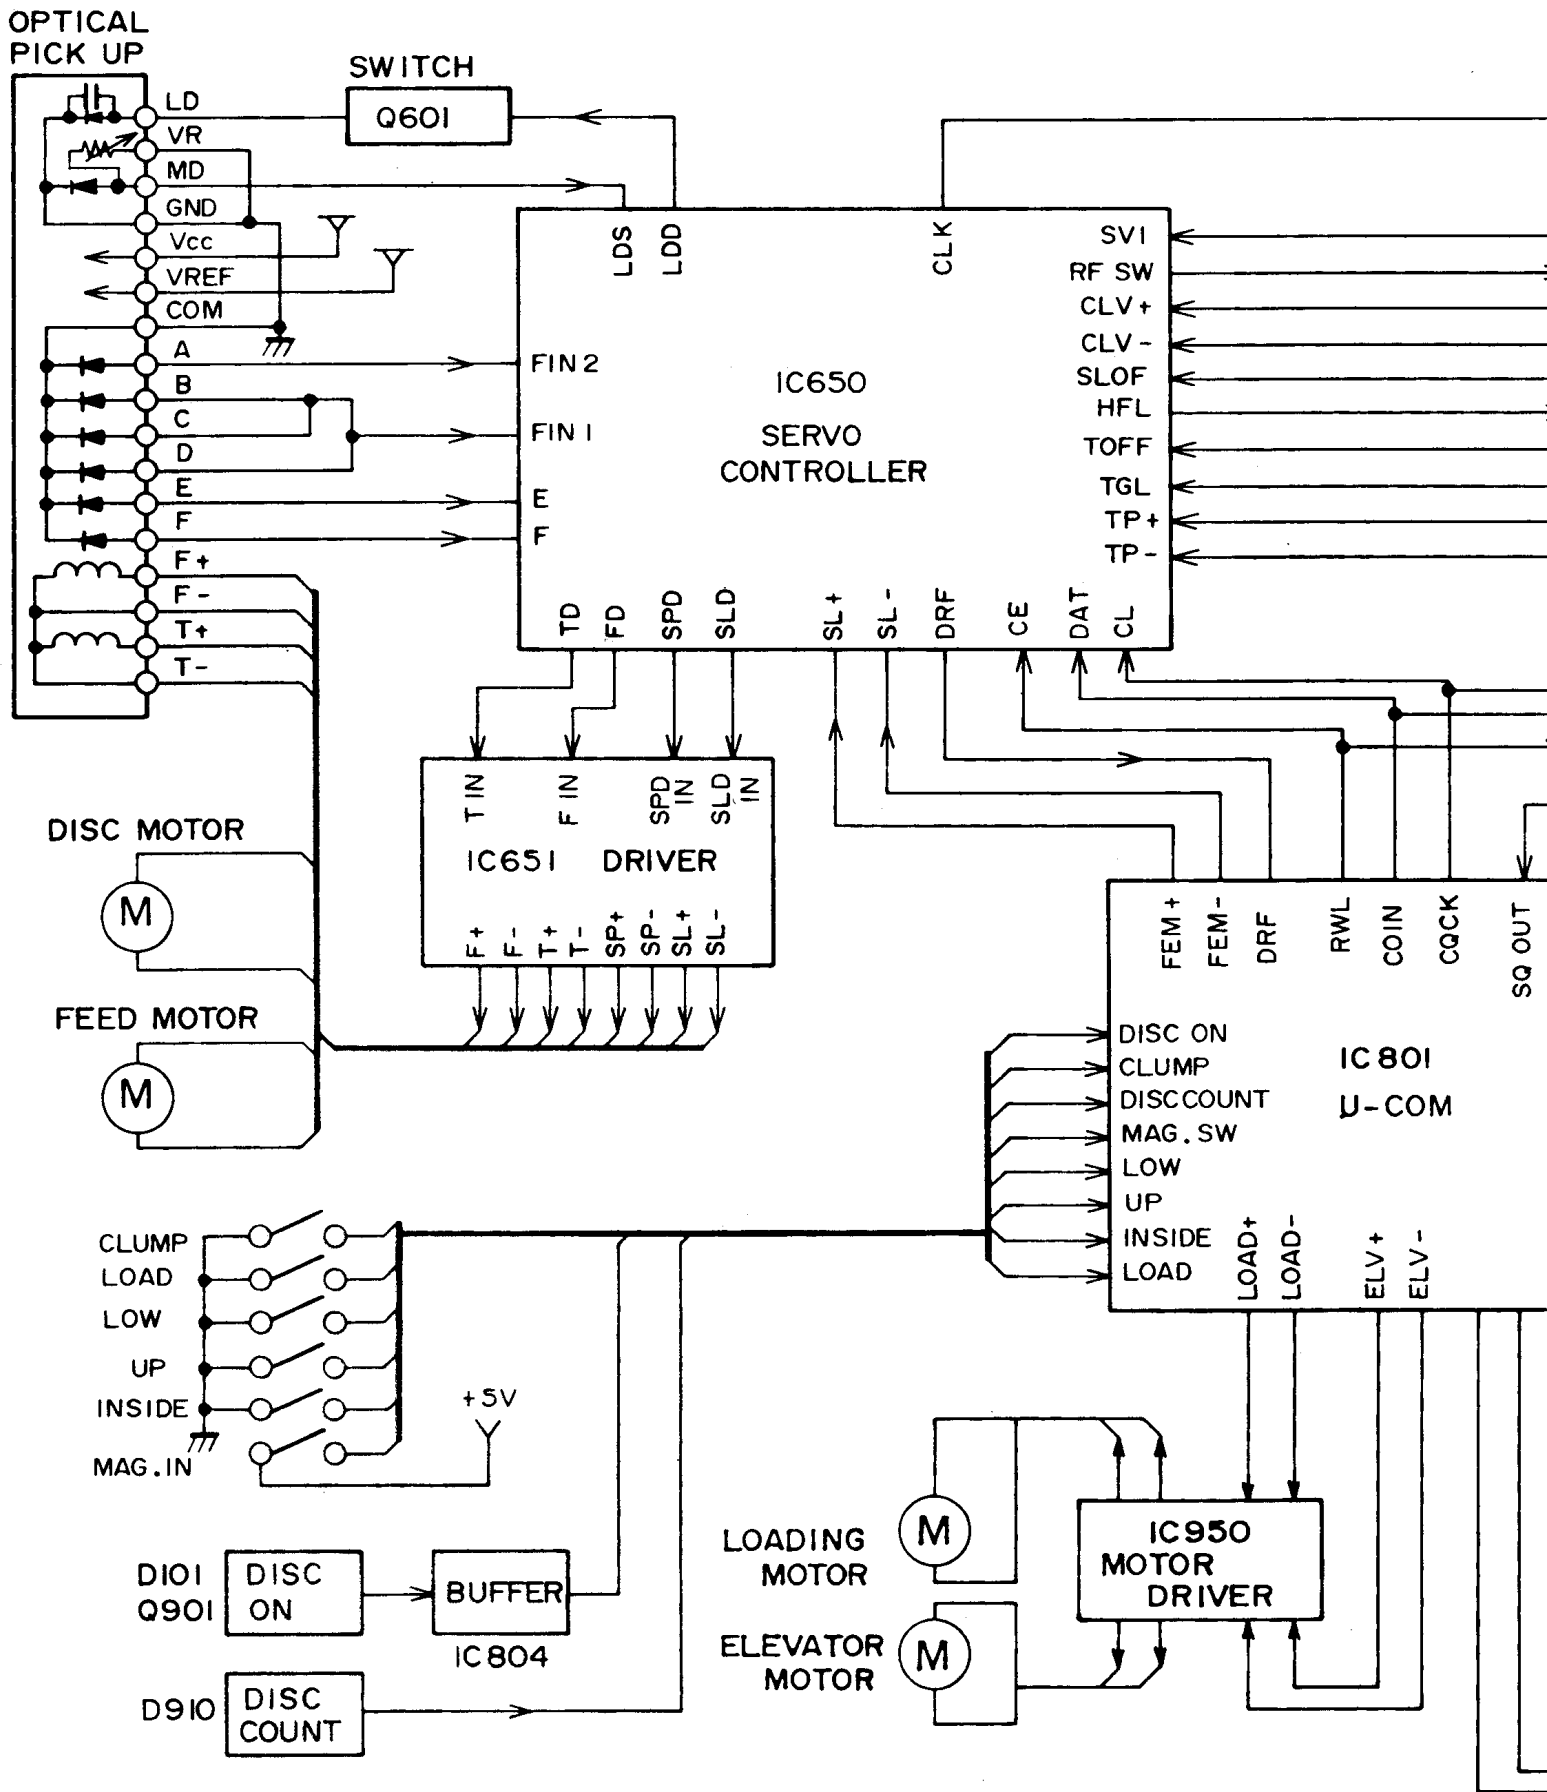 OPTICAL
PICK UP
SWITCH
Q601
LD
VR
MD
GND
Vcc
VREF
COM
A
B
C
D
E
F
F+
F-
T+
T-
LDS
LDD
CLK
FIN2
FIN1
E
F
IC650
SERVO
CONTROLLER
SV1
RF SW
CLV+
CLV-
SLOF
HFL
TOFF
TGL
TP+
TP-
TD
FD
SPD
SLD
SL+
SL-
DRF
CE
DAT
CL
T IN
F IN
SPD
IN
SLD
IN
IC651 DRIVER
F+
F-
T+
T-
SP+
SP-
SL+
SL-
DISC MOTOR
M
FEED MOTOR
M
FEM+
FEM-
DRF
RWL
COIN
CQCK
SQ OUT
DISC ON
CLUMP
DISCCOUNT
MAG. SW
LOW
UP
INSIDE
LOAD
IC801
μ-COM
LOAD+
LOAD-
ELV+
ELV-
CLUMP
LOAD
LOW
UP
INSIDE
MAG.IN
+5V
LOADING
MOTOR
M
IC950
MOTOR
DRIVER
ELEVATOR
MOTOR
M
D101
Q901
DISC
ON
BUFFER
IC804
D910
DISC
COUNT